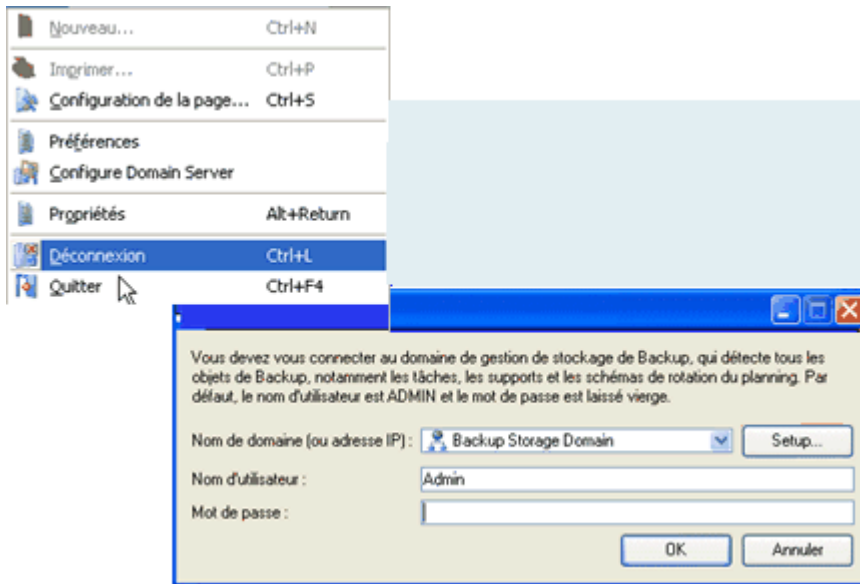 Nouveau... Ctrl+N
Imprimer... Ctrl+P
Configuration de la page... Ctrl+S
Préférences
Configure Domain Server
Propriétés Alt+Return
Déconnexion Ctrl+L
Quitter Ctrl+F4
Vous devez vous connecter au domaine de gestion de stockage de Backup, qui détecte tous les
objets de Backup, notamment les tâches, les supports et les schémas de rotation du planning. Par
défaut, le nom d'utilisateur est ADMIN et le mot de passe est laissé vierge.
Nom de domaine (ou adresse IP) : Backup Storage Domain Setup...
Nom d'utilisateur : Admin
Mot de passe :
OK Annuler